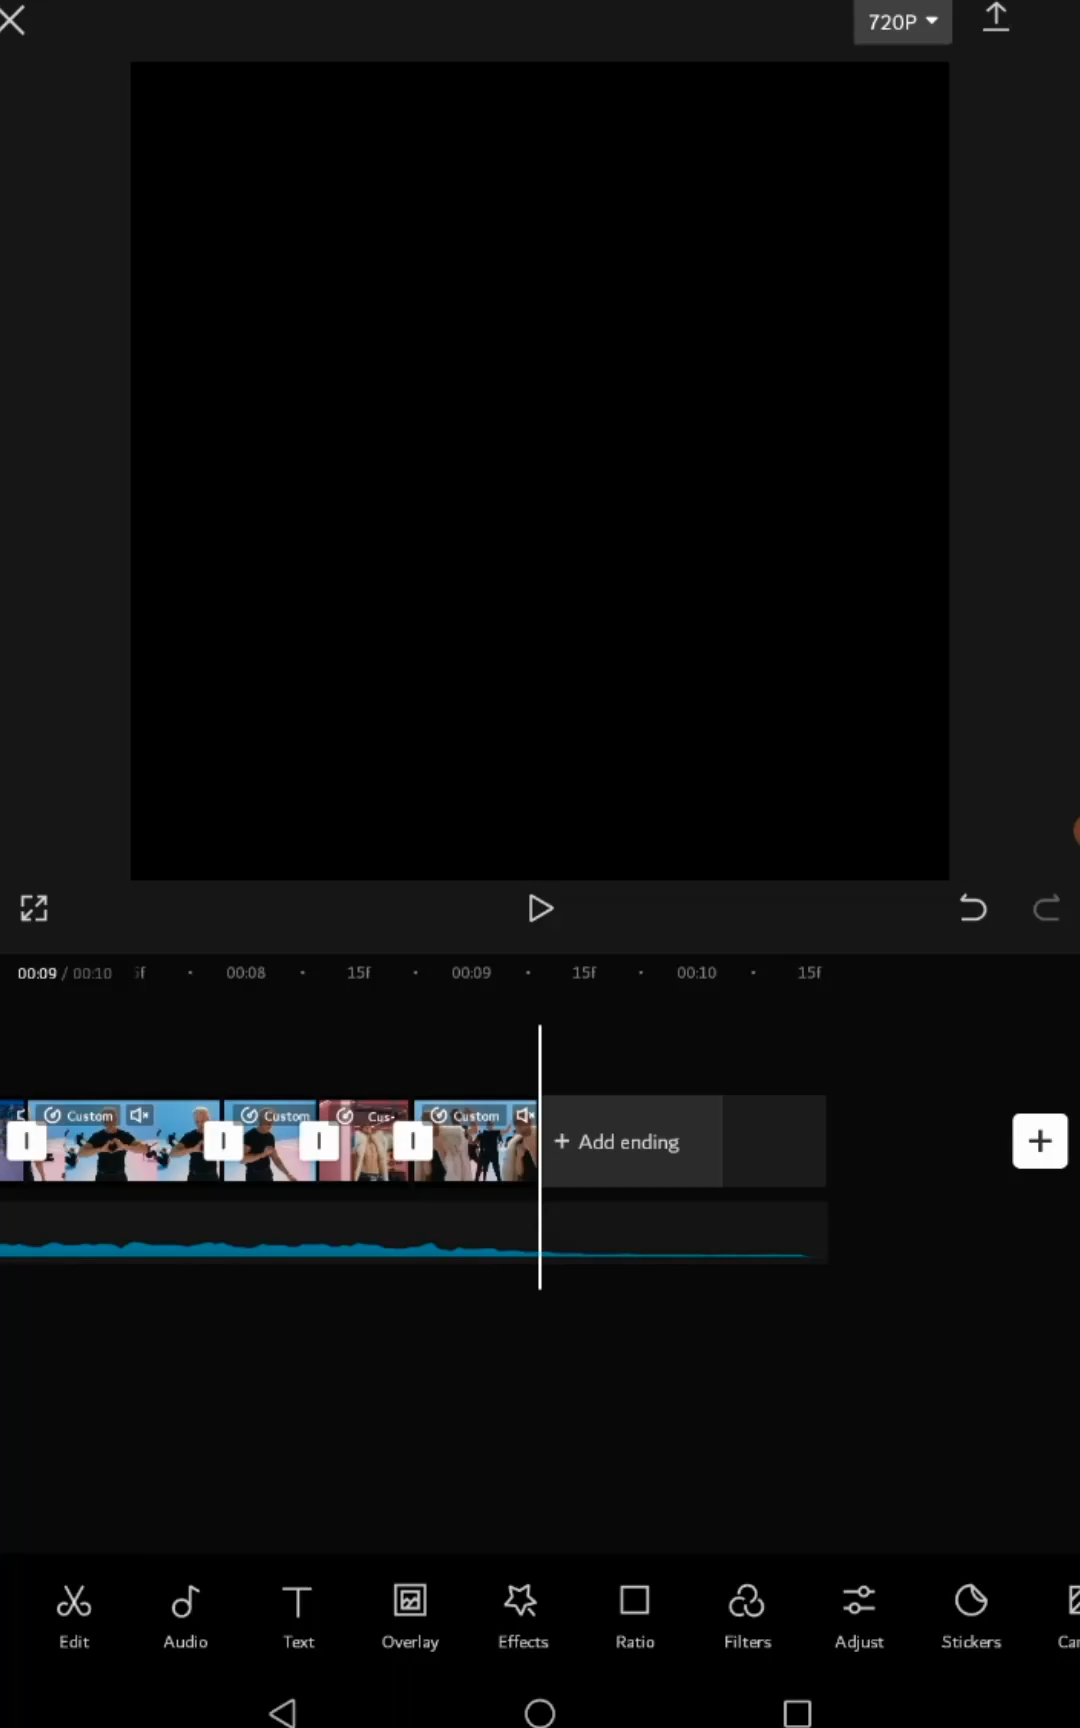 720P
00:09 / 00:10 5f 00:08 15f 00:09 15f 00:10 15f
Custom Custom Cus- Custom
+ Add ending
Edit Audio Text Overlay Effects Ratio Filters Adjust Stickers Can